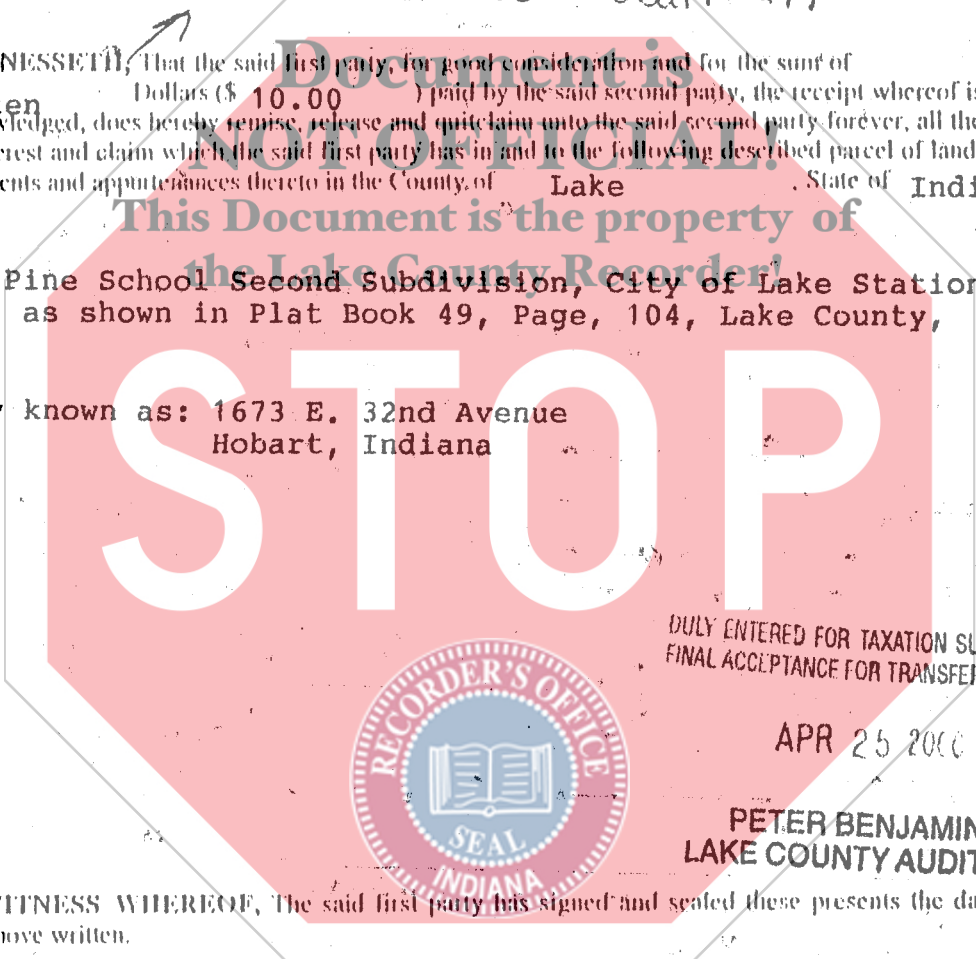 NESSETH, That the said first party, for good consideration and for the sum of
en Dollars ($ 10.00 ) paid by the said second party, the receipt whereof is
ledged, does hereby remise, release and quitclaim unto the said second party forever, all the
erest and claim which the said first party has in and to the following described parcel of land
ents and appurtenances thereto in the County of Lake , State of Indi
Document is
NOT OFFICIAL!
This Document is the property of
the Lake County Recorder!
Pine School Second Subdivision, City of Lake Station
as shown in Plat Book 49, Page, 104, Lake County,
y known as: 1673 E. 32nd Avenue
Hobart, Indiana
STOP
DULY ENTERED FOR TAXATION SU
FINAL ACCEPTANCE FOR TRANSFER
APR 25 200
RECORDER'S OFFICE
SEAL
INDIANA
PETER BENJAMIN
LAKE COUNTY AUDIT
ITNESS WHEREOF, The said first party has signed and sealed these presents the da
bove written.